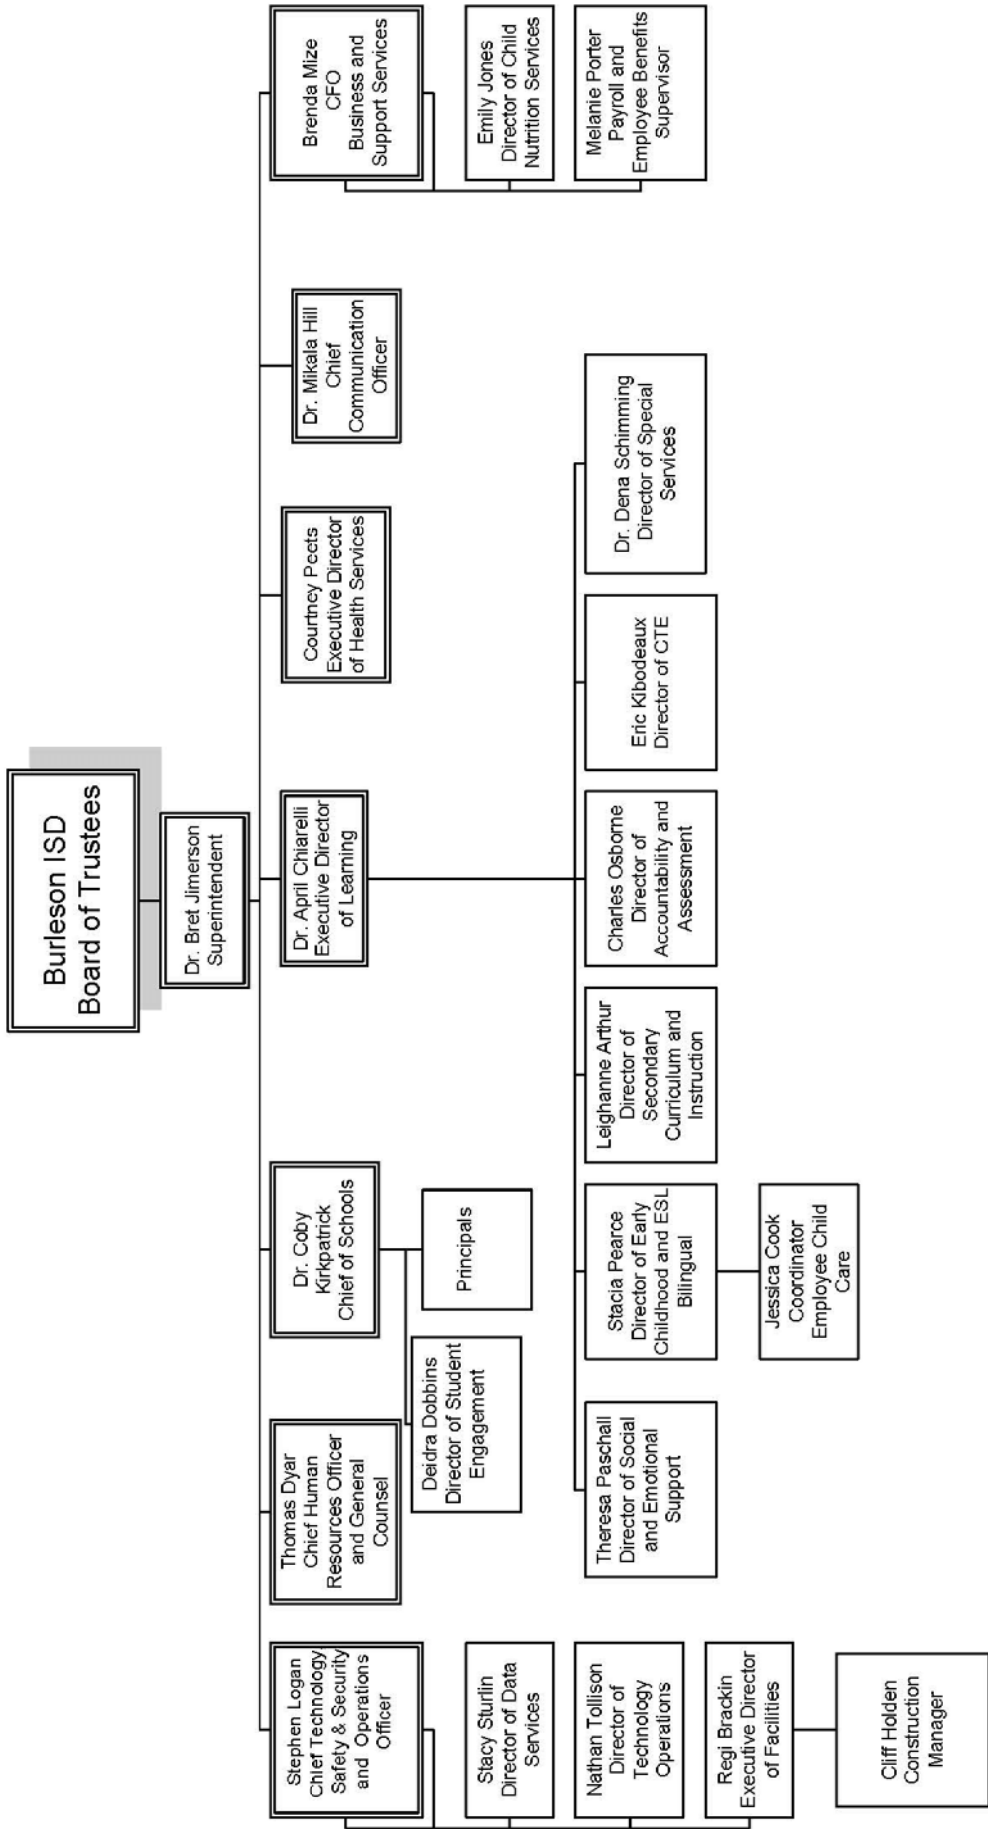 Burleson ISD
Board of Trustees
Dr. Bret Jimerson
Superintendent
Stephen Logan
Chief Technology,
Safety & Security
and Operations
Officer
Thomas Dyar
Chief Human
Resources Officer
and General
Counsel
Dr. Coby
Kirkpatrick
Chief of Schools
Dr. April Chiarelli
Executive Director
of Learning
Courtney Peets
Executive Director
of Health Services
Dr. Mikala Hill
Chief
Communication
Officer
Brenda Mize
CFO
Business and
Support Services
Stacy Sturlin
Director of Data
Services
Nathan Tollison
Director of
Technology
Operations
Regi Brackin
Executive Director
of Facilities
Cliff Holden
Construction
Manager
Deidra Dobbins
Director of Student
Engagement
Principals
Theresa Paschall
Director of Social
and Emotional
Support
Stacia Pearce
Director of Early
Childhood and ESL
Bilingual
Jessica Cook
Coordinator
Employee Child
Care
Leighanne Arthur
Director of
Secondary
Curriculum and
Instruction
Charles Osborne
Director of
Accountability and
Assessment
Eric Kibodeaux
Director of CTE
Dr. Dena Schimming
Director of Special
Services
Emily Jones
Director of Child
Nutrition Services
Melanie Porter
Payroll and
Employee Benefits
Supervisor